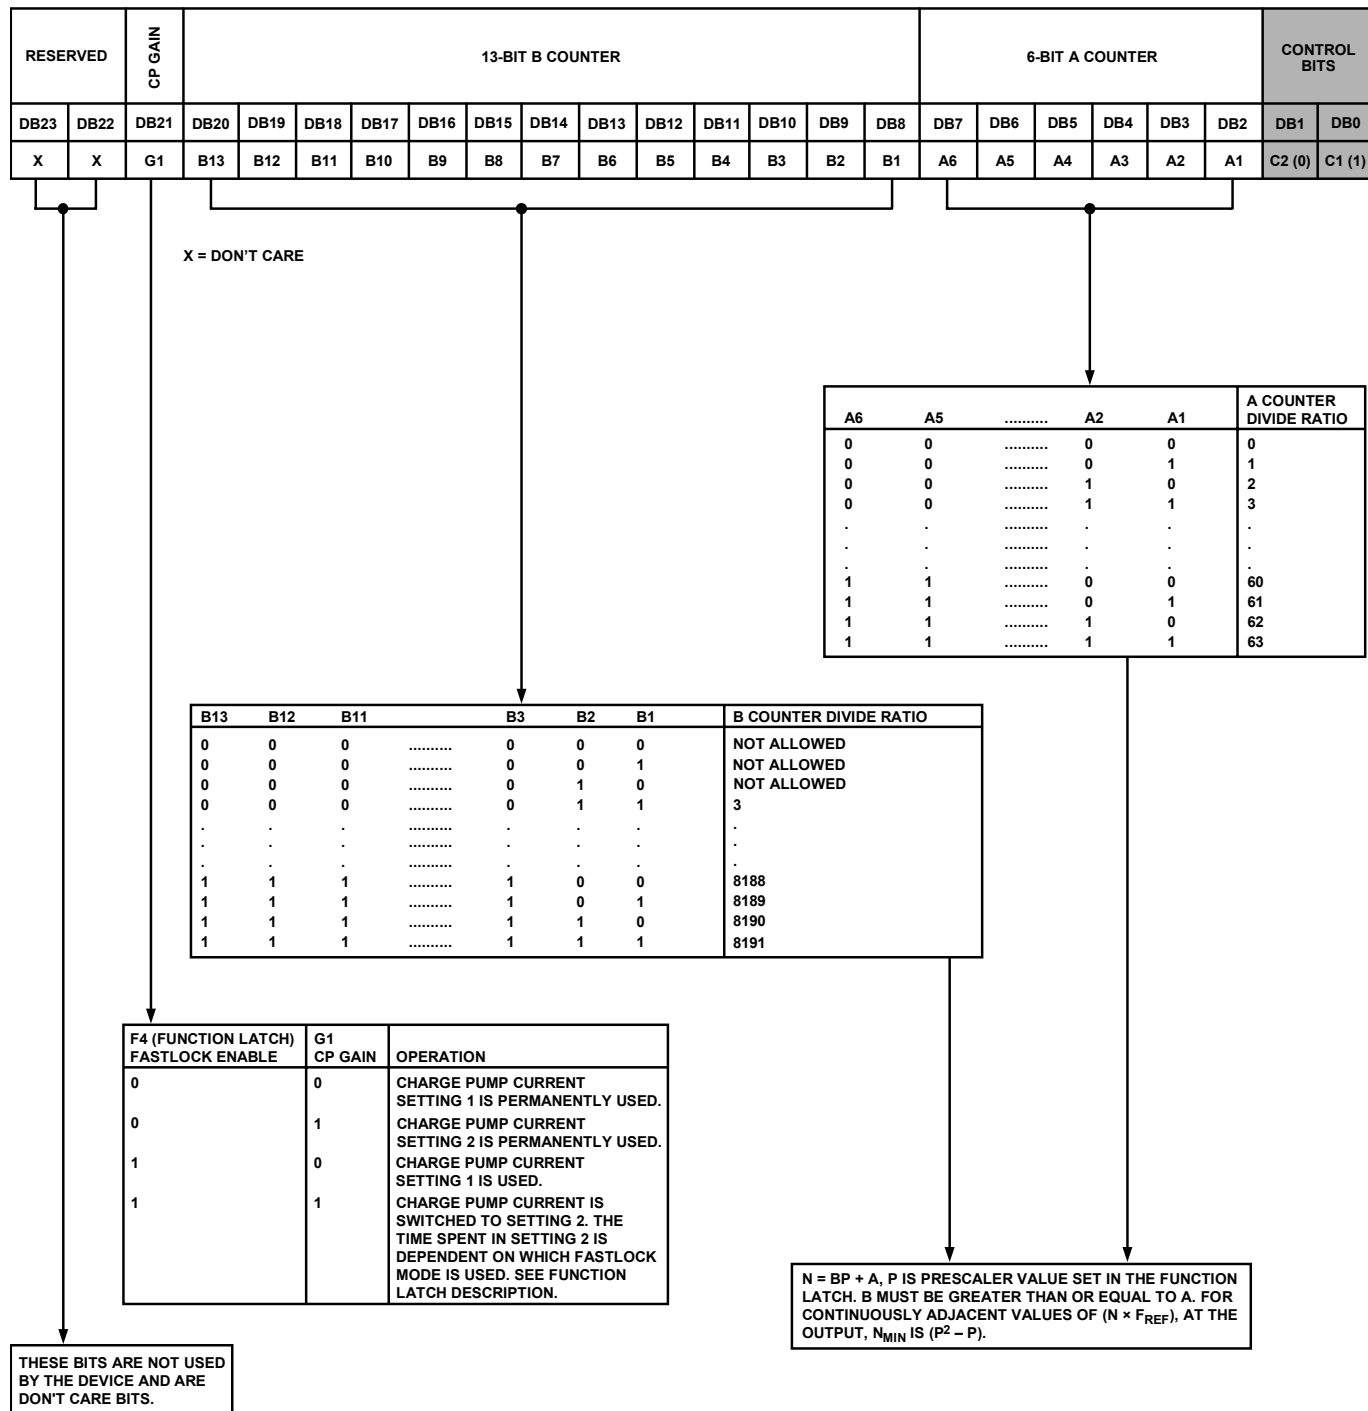 RESERVED CP GAIN 13-BIT B COUNTER 6-BIT A COUNTER CONTROL
BITS
DB23 DB22 DB21 DB20 DB19 DB18 DB17 DB16 DB15 DB14 DB13 DB12 DB11 DB10 DB9 DB8 DB7 DB6 DB5 DB4 DB3 DB2 DB1 DB0
X X G1 B13 B12 B11 B10 B9 B8 B7 B6 B5 B4 B3 B2 B1 A6 A5 A4 A3 A2 A1 C2 (0) C1 (1)
X = DON'T CARE
A COUNTER
A6 A5 .......... A2 A1 DIVIDE RATIO
0 0 .......... 0 0 0
0 0 .......... 0 1 1
0 0 .......... 1 0 2
0 0 .......... 1 1 3
. . .......... . . .
. . .......... . . .
. . .......... . . .
1 1 .......... 0 0 60
1 1 .......... 0 1 61
1 1 .......... 1 0 62
1 1 .......... 1 1 63
B13 B12 B11 B3 B2 B1 B COUNTER DIVIDE RATIO
0 0 0 .......... 0 0 0 NOT ALLOWED
0 0 0 .......... 0 0 1 NOT ALLOWED
0 0 0 .......... 0 1 0 NOT ALLOWED
0 0 0 .......... 0 1 1 3
. . . .......... . . . .
. . . .......... . . . .
. . . .......... . . . .
1 1 1 .......... 1 0 0 8188
1 1 1 .......... 1 0 1 8189
1 1 1 .......... 1 1 0 8190
1 1 1 .......... 1 1 1 8191
F4 (FUNCTION LATCH) G1
FASTLOCK ENABLE CP GAIN OPERATION
0 0 CHARGE PUMP CURRENT
SETTING 1 IS PERMANENTLY USED.
0 1 CHARGE PUMP CURRENT
SETTING 2 IS PERMANENTLY USED.
1 0 CHARGE PUMP CURRENT
SETTING 1 IS USED.
1 1 CHARGE PUMP CURRENT IS
SWITCHED TO SETTING 2. THE
TIME SPENT IN SETTING 2 IS
DEPENDENT ON WHICH FASTLOCK
MODE IS USED. SEE FUNCTION
LATCH DESCRIPTION.
N = BP + A, P IS PRESCALER VALUE SET IN THE FUNCTION
LATCH. B MUST BE GREATER THAN OR EQUAL TO A. FOR
CONTINUOUSLY ADJACENT VALUES OF (N × FREF), AT THE
OUTPUT, NMIN IS (P² – P).
THESE BITS ARE NOT USED
BY THE DEVICE AND ARE
DON'T CARE BITS.